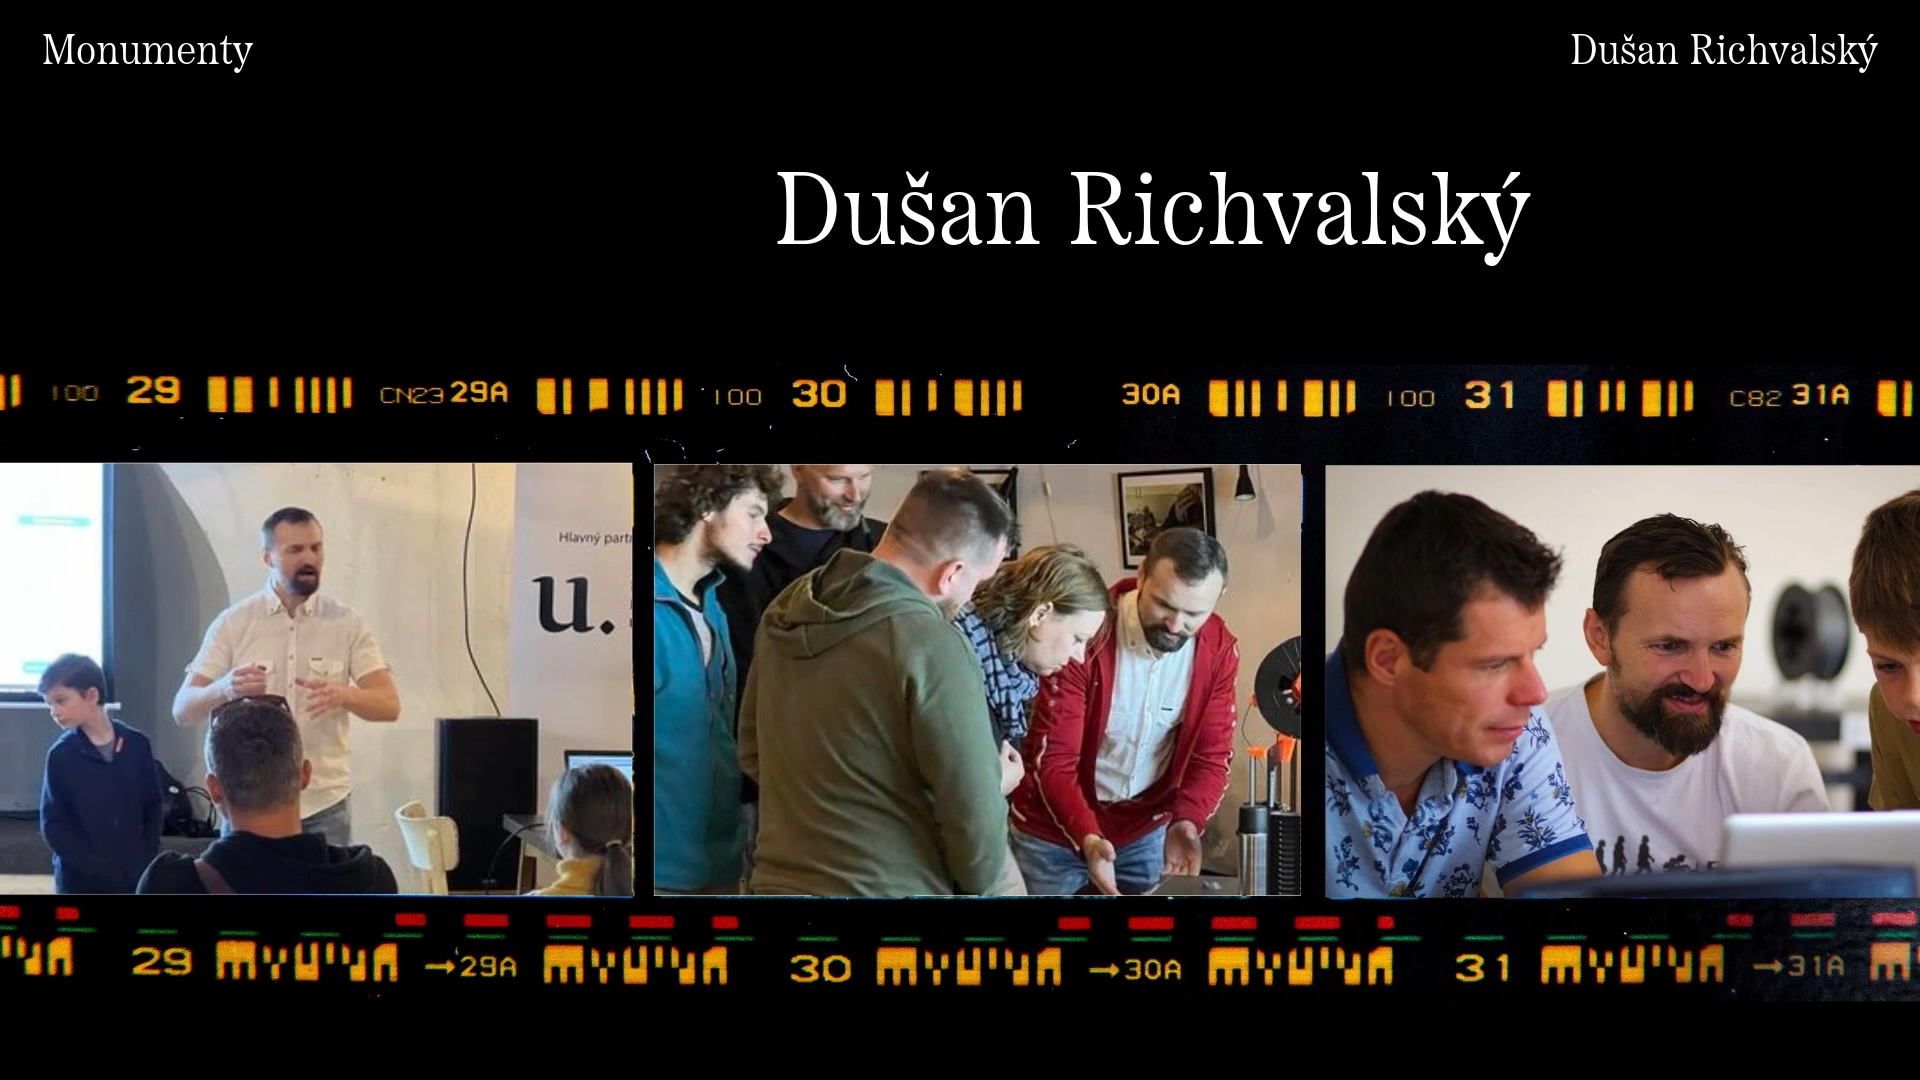 Monumenty
Dušan Richvalský
Dušan Richvalský
100 29 CN23 29A 100 30 30A 100 31 C82 31A
Hlavný part
u.
29 →29A 30 →30A 31 →31A